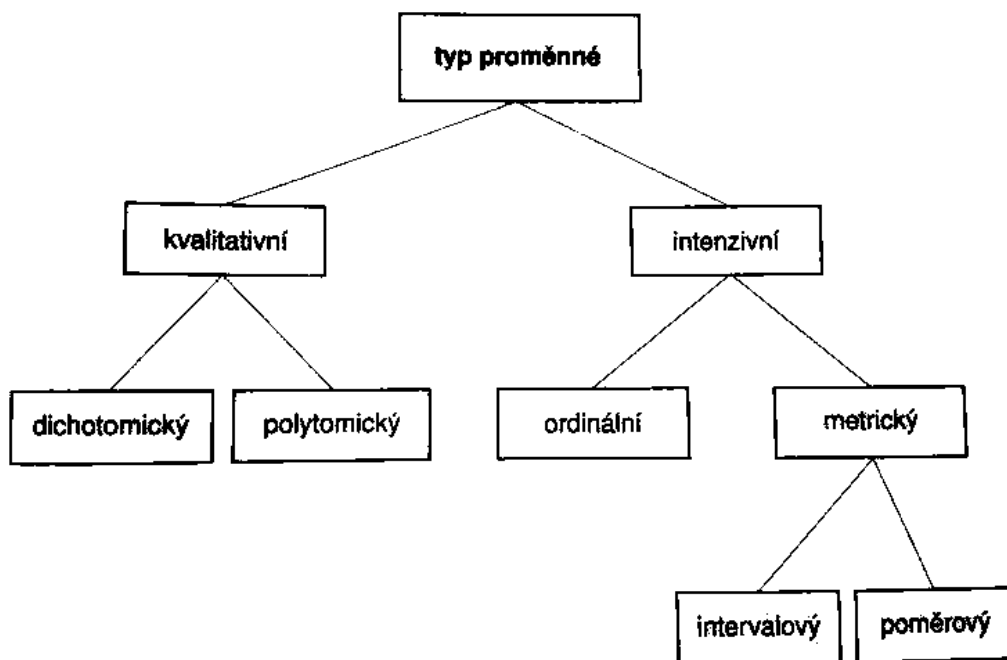 typ proměnné
kvalitativní
intenzivní
dichotomický
polytomický
ordinální
metrický
intervalový
poměrový